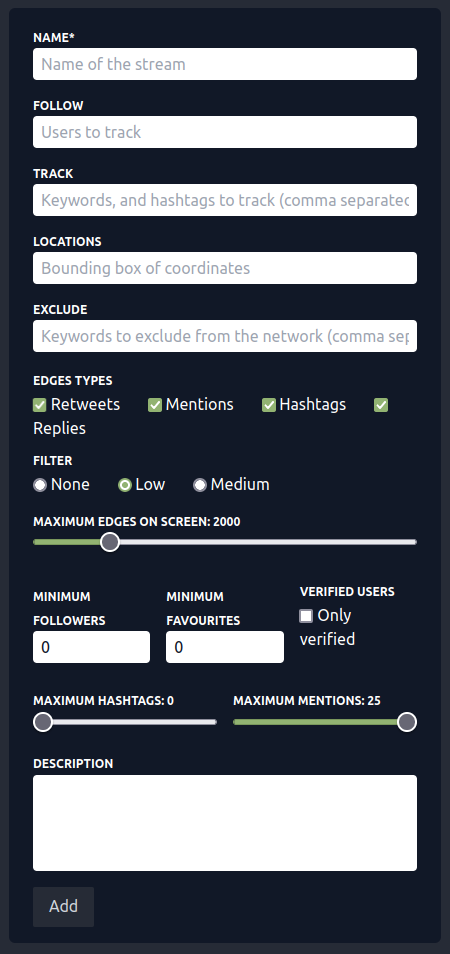 NAME*
Name of the stream
FOLLOW
Users to track
TRACK
Keywords, and hashtags to track (comma separated
LOCATIONS
Bounding box of coordinates
EXCLUDE
Keywords to exclude from the network (comma sep
EDGES TYPES
Retweets Mentions Hashtags
Replies
FILTER
None Low Medium
MAXIMUM EDGES ON SCREEN: 2000
MINIMUM FOLLOWERS
0
MINIMUM FAVOURITES
0
VERIFIED USERS
Only
verified
MAXIMUM HASHTAGS: 0
MAXIMUM MENTIONS: 25
DESCRIPTION
Add